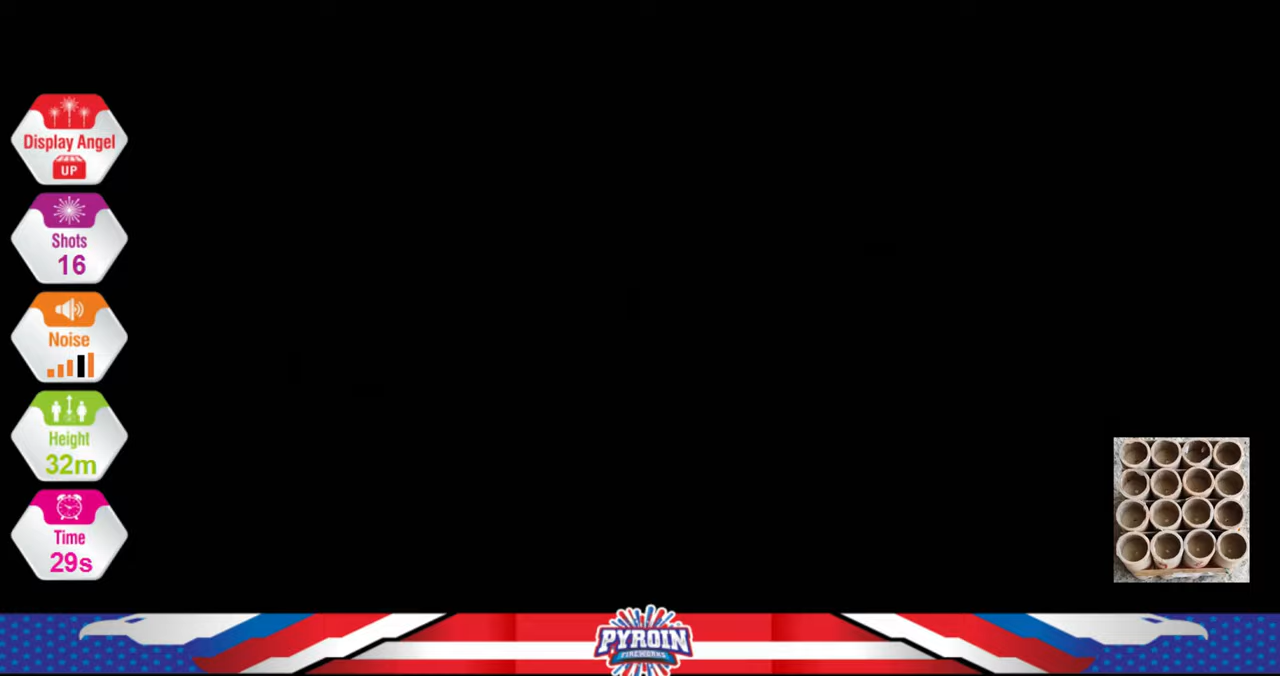 Display Angel
UP
Shots
16
Noise
Height
32m
Time
29s
PYROIN
FIREWORKS